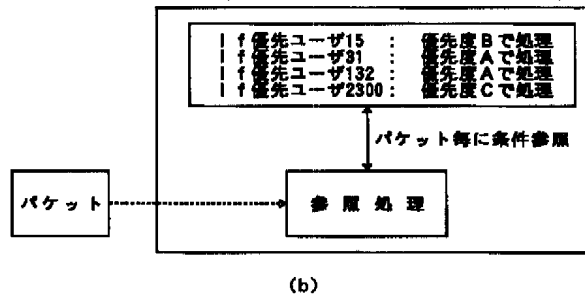 If優先ユーザ15 : 優先度Bで処理
If優先ユーザ31 : 優先度Aで処理
If優先ユーザ132 : 優先度Aで処理
If優先ユーザ2300 : 優先度Cで処理
パケット毎に条件参照
パケット
参照処理
(b)